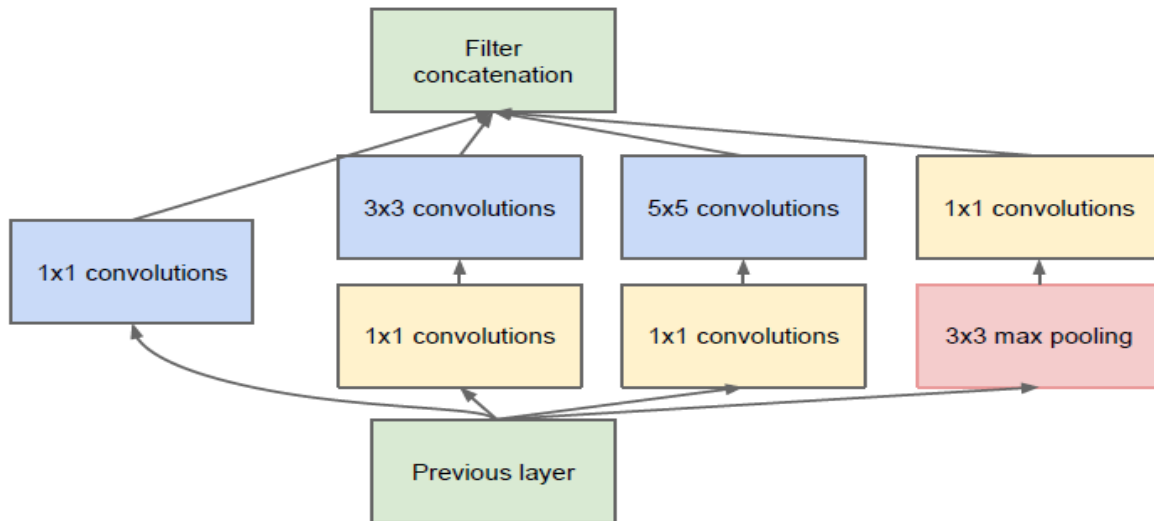 Filter
concatenation
3x3 convolutions
5x5 convolutions
1x1 convolutions
1x1 convolutions
1x1 convolutions
1x1 convolutions
3x3 max pooling
Previous layer